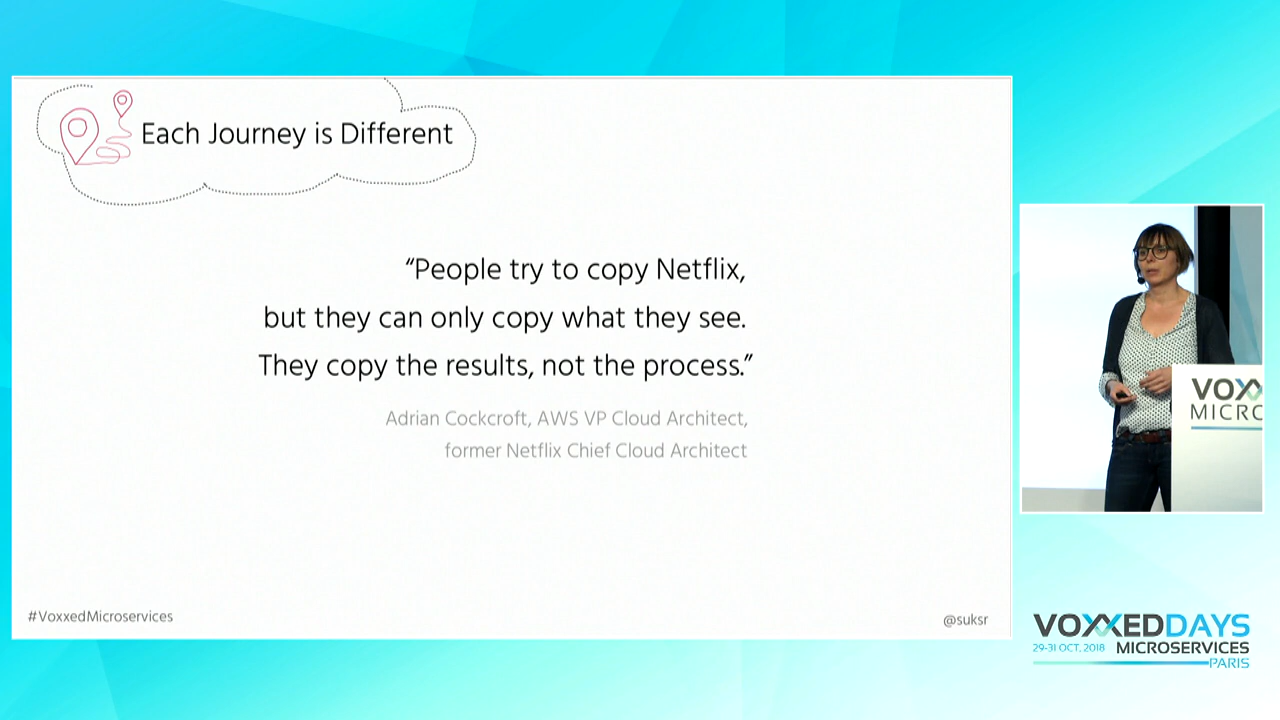 Each Journey is Different
“People try to copy Netflix,
but they can only copy what they see.
They copy the results, not the process.”
Adrian Cockcroft, AWS VP Cloud Architect,
former Netflix Chief Cloud Architect
#VoxxedMicroservices
@suksr
VOXX
MICRO
VOXXEDDAYS
29-31 OCT, 2018 MICROSERVICES
PARIS